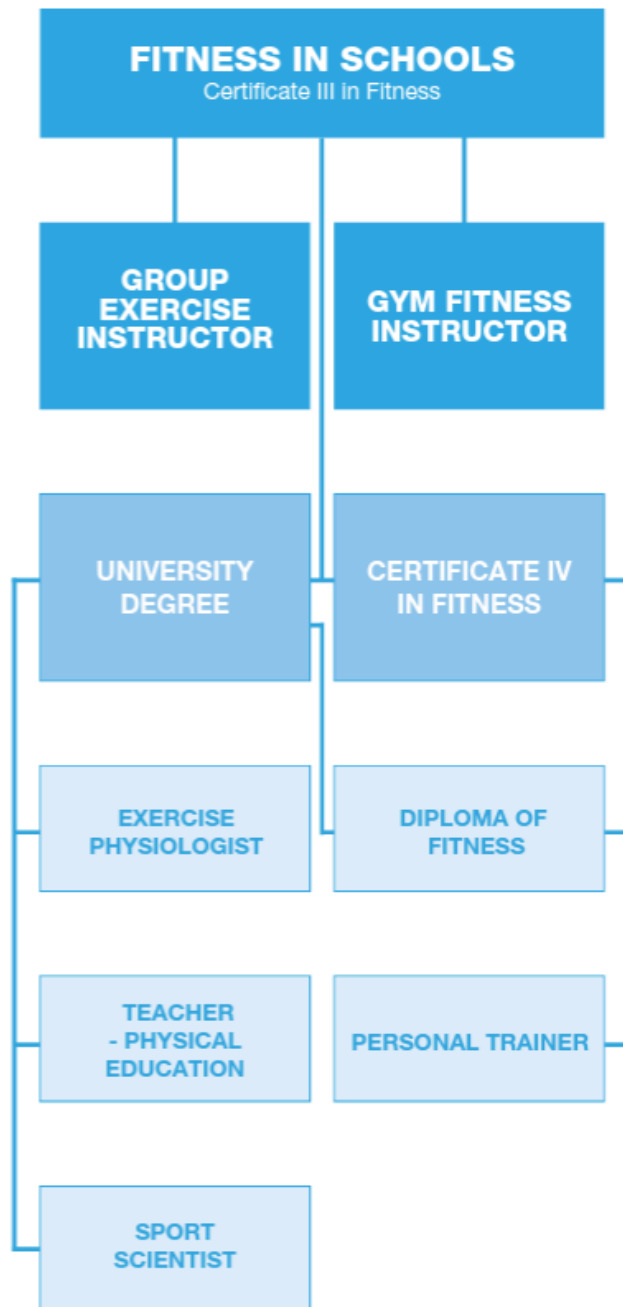 FITNESS IN SCHOOLS
Certificate III in Fitness
GROUP
EXERCISE
INSTRUCTOR
GYM FITNESS
INSTRUCTOR
UNIVERSITY
DEGREE
CERTIFICATE IV
IN FITNESS
EXERCISE
PHYSIOLOGIST
DIPLOMA OF
FITNESS
TEACHER
- PHYSICAL
EDUCATION
PERSONAL TRAINER
SPORT
SCIENTIST